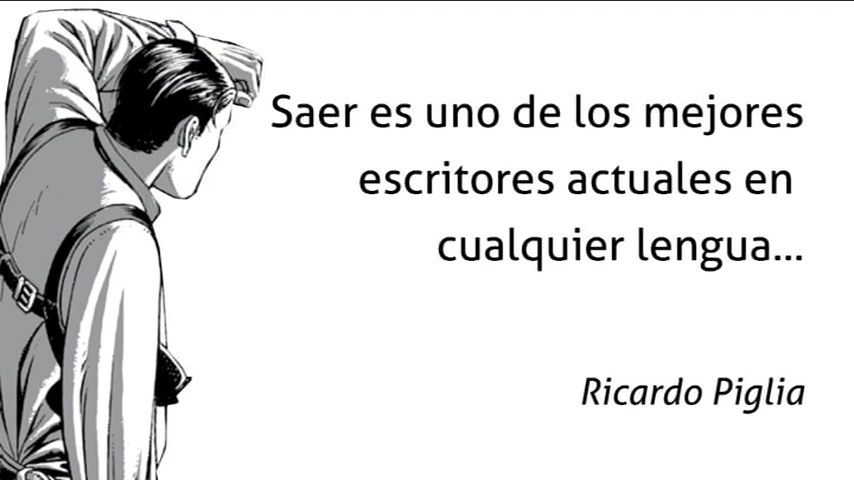 Saer es uno de los mejores
escritores actuales en
cualquier lengua...
Ricardo Piglia